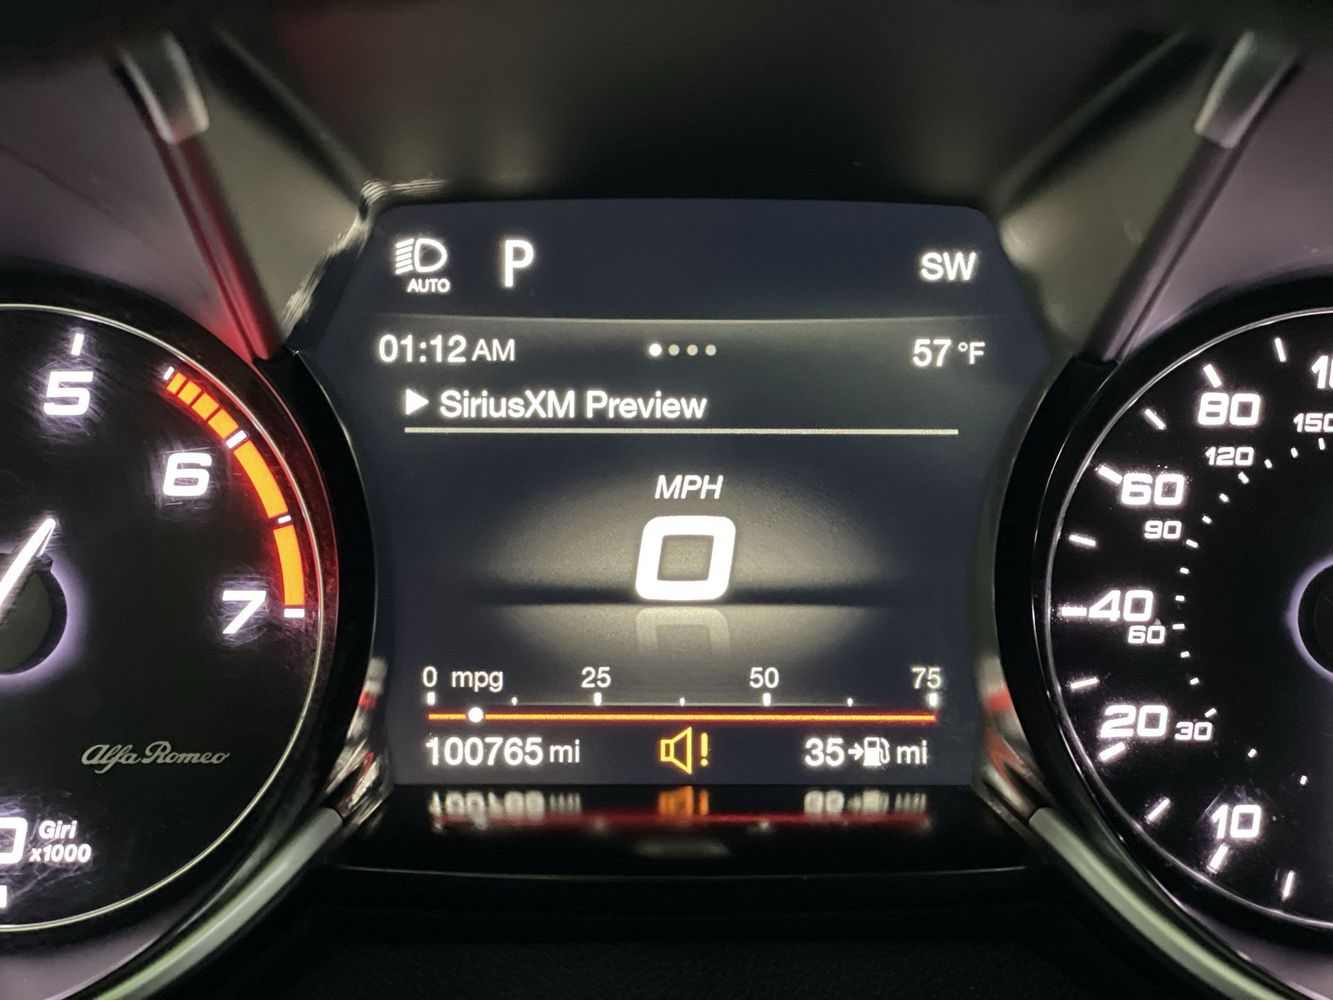 AUTO P SW
01:12 AM 57 °F
SiriusXM Preview
MPH
0
0 mpg 25 50 75
100765 mi 35 mi
5
6
7
Alfa Romeo
Giri
x1000
80
150
120
60
90
40
60
20 30
10